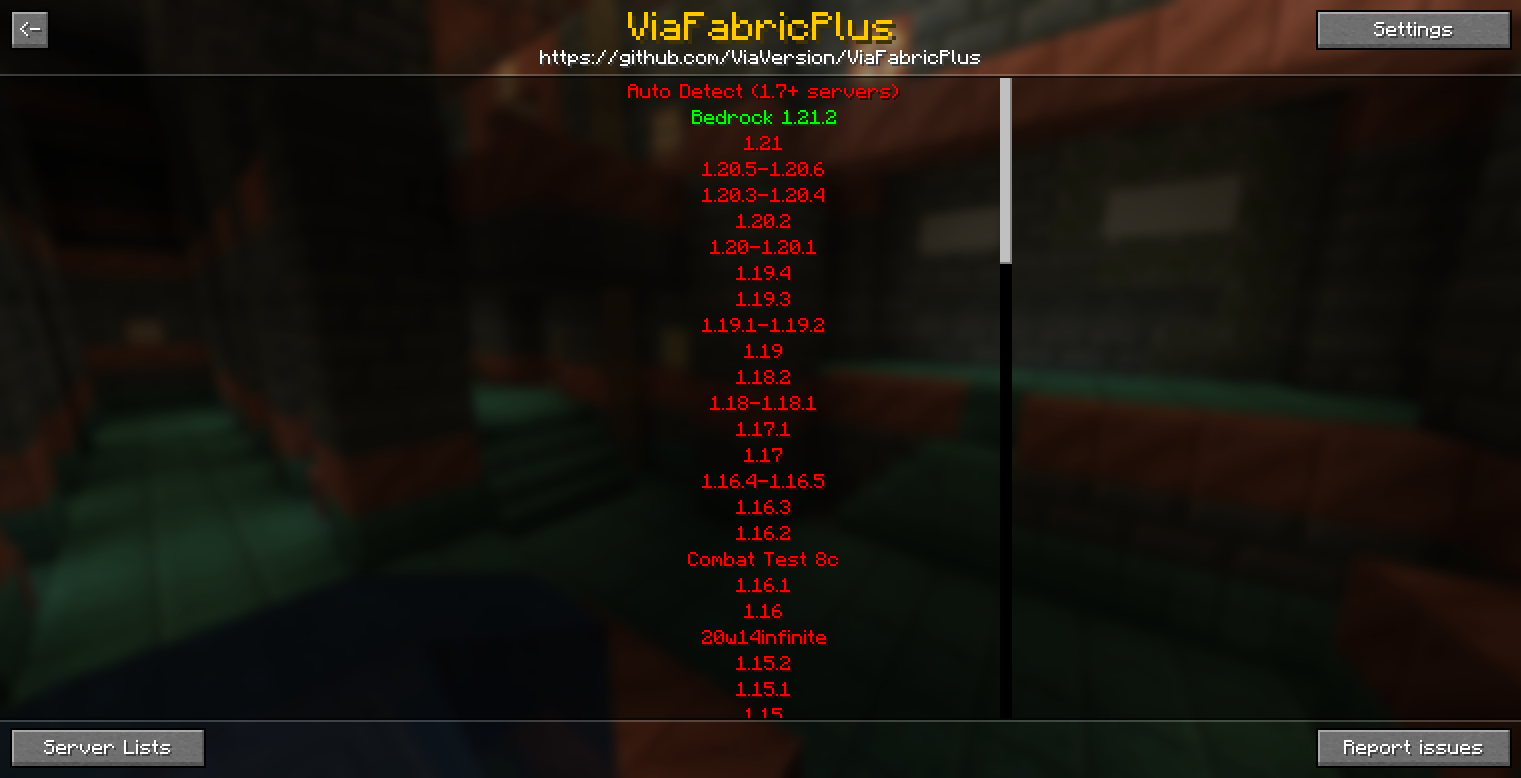 <-
ViaFabricPlus
https://github.com/ViaVersion/ViaFabricPlus
Settings
Auto Detect (1.7+ servers)
Bedrock 1.21.2
1.21
1.20.5-1.20.6
1.20.3-1.20.4
1.20.2
1.20-1.20.1
1.19.4
1.19.3
1.19.1-1.19.2
1.19
1.18.2
1.18-1.18.1
1.17.1
1.17
1.16.4-1.16.5
1.16.3
1.16.2
Combat Test 8c
1.16.1
1.16
20w14infinite
1.15.2
1.15.1
1.15
Server Lists
Report issues